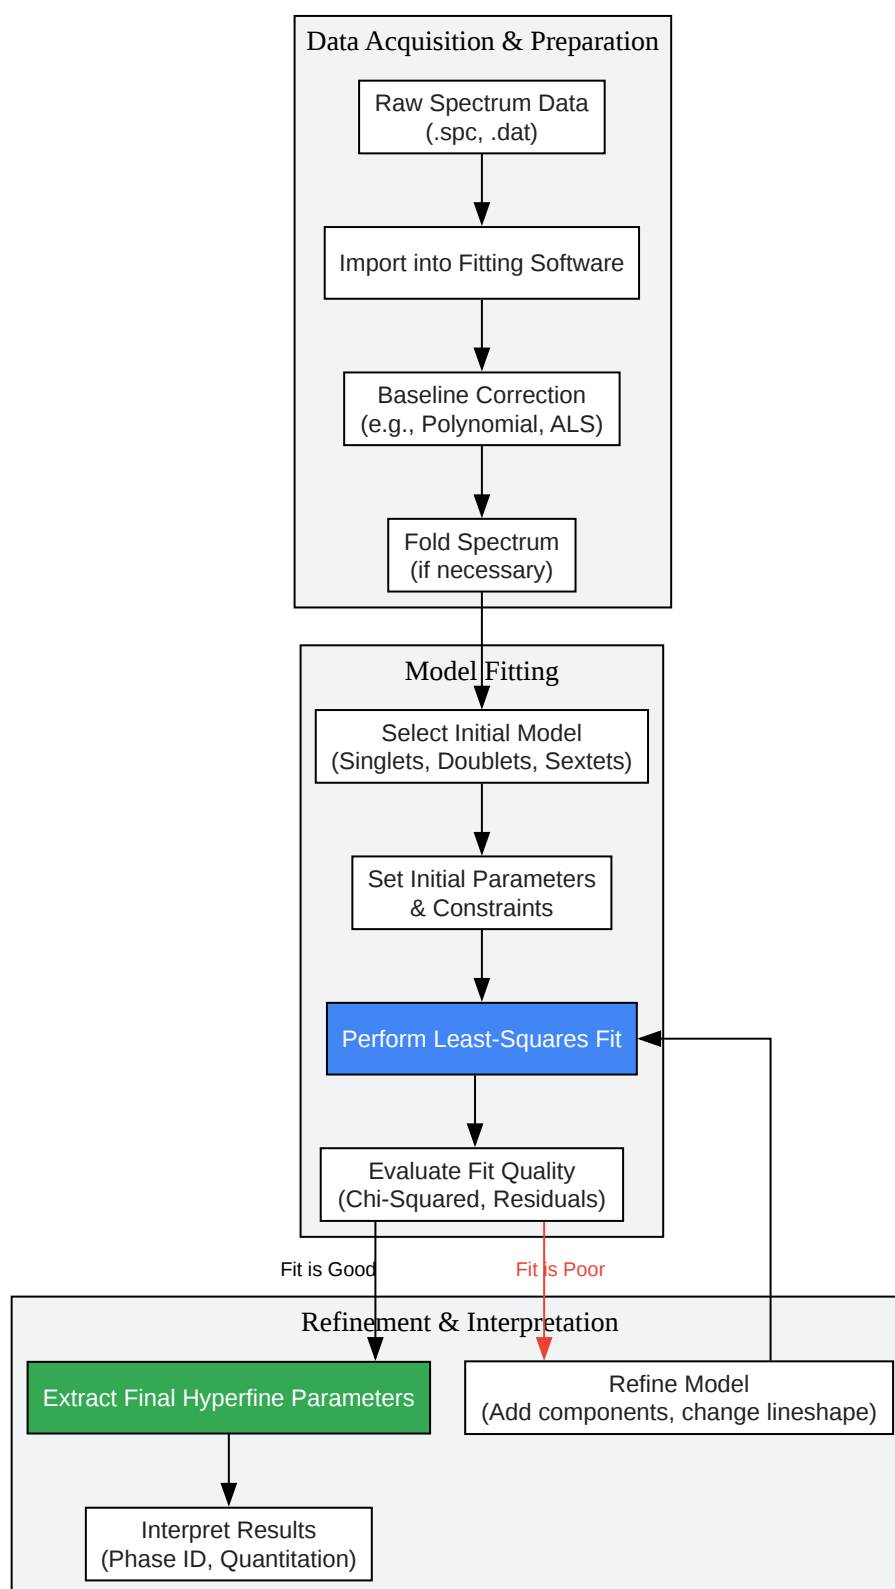 Data Acquisition & Preparation
Raw Spectrum Data
(.spc, .dat)
Import into Fitting Software
Baseline Correction
(e.g., Polynomial, ALS)
Fold Spectrum
(if necessary)
Model Fitting
Select Initial Model
(Singlets, Doublets, Sextets)
Set Initial Parameters
& Constraints
Perform Least-Squares Fit
Evaluate Fit Quality
(Chi-Squared, Residuals)
Fit is Good
Fit is Poor
Refinement & Interpretation
Extract Final Hyperfine Parameters
Refine Model
(Add components, change lineshape)
Interpret Results
(Phase ID, Quantitation)